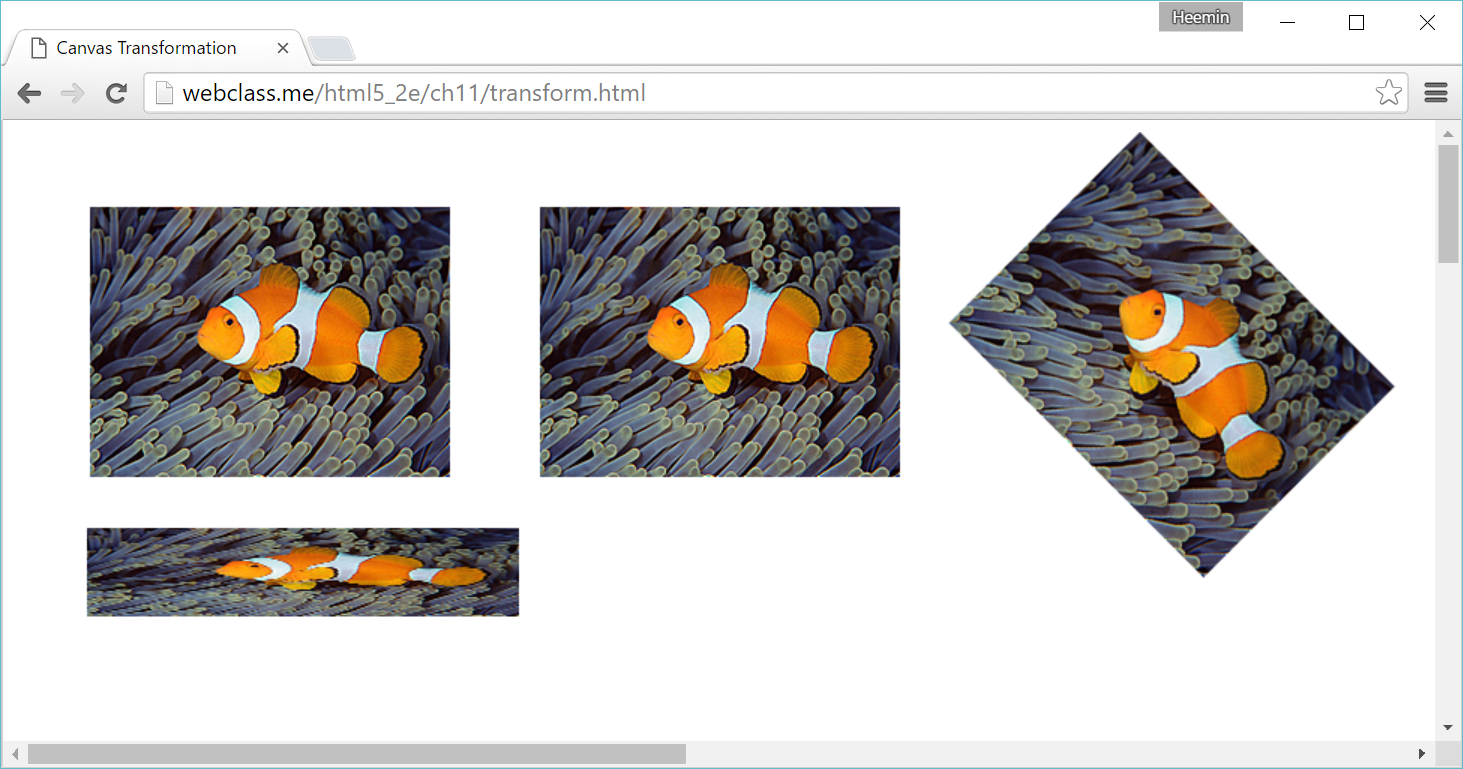 Heemin
Canvas Transformation
webclass.me/html5_2e/ch11/transform.html